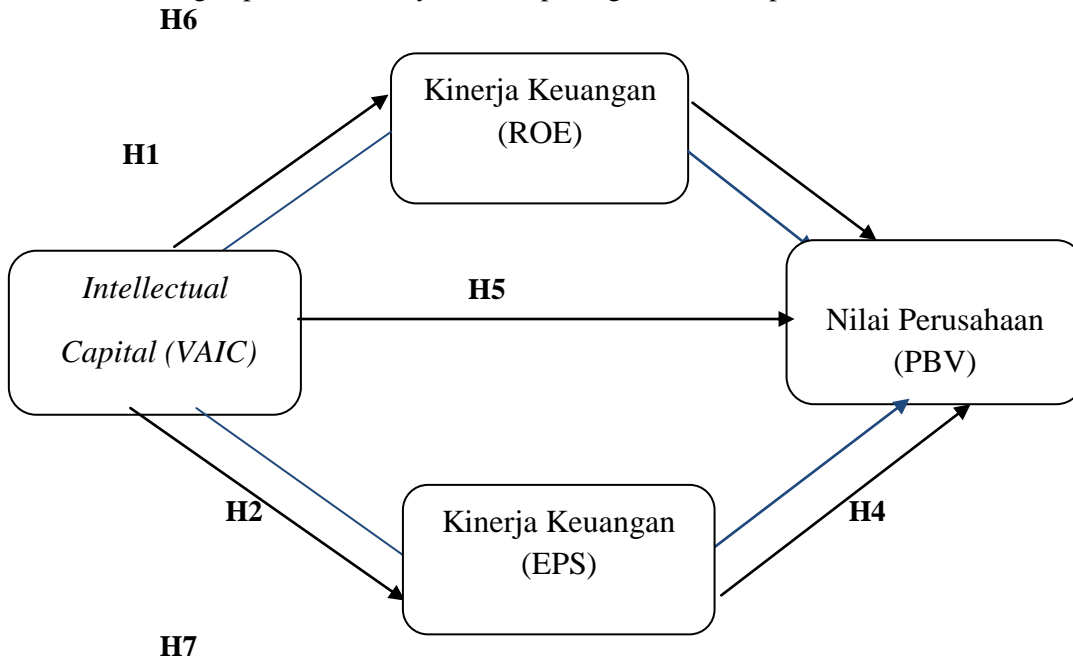 H6
Kinerja Keuangan
(ROE)
H1
Intellectual
Capital (VAIC)
H5
Nilai Perusahaan
(PBV)
H2
Kinerja Keuangan
(EPS)
H4
H7